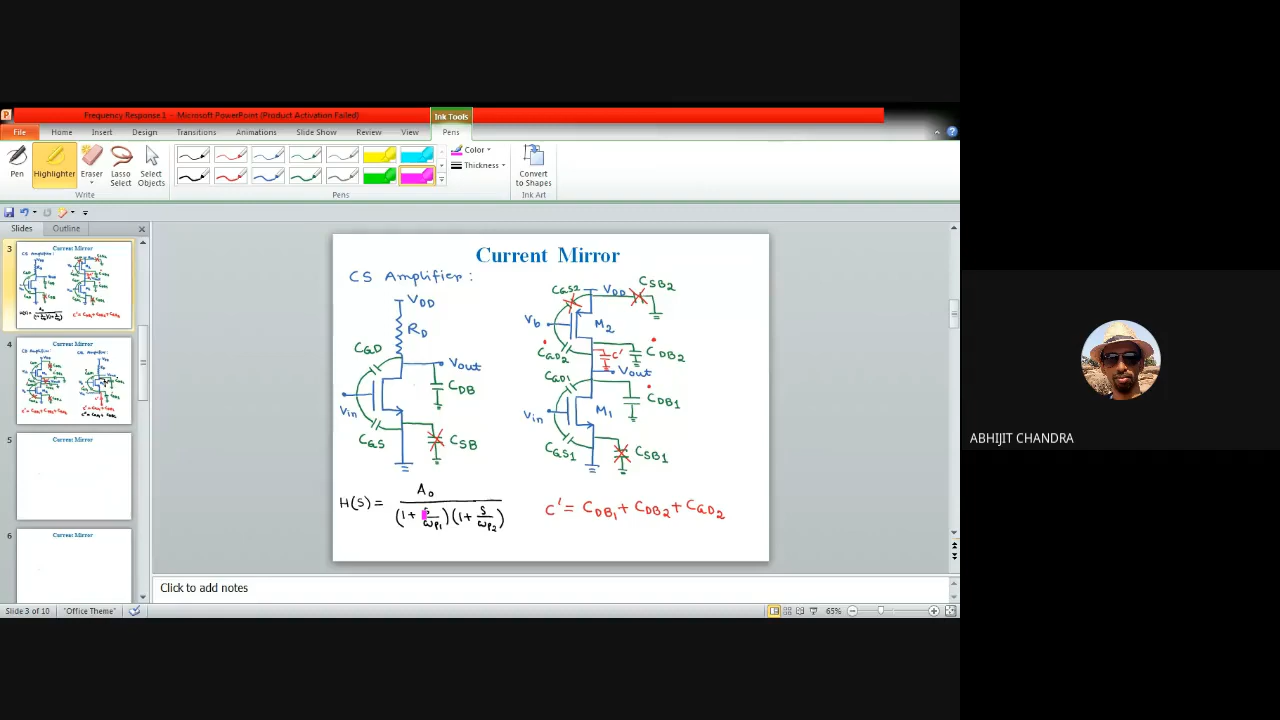 Frequency Response 1 - Microsoft PowerPoint (Product Activation Failed)
Ink Tools
File Home Insert Design Transitions Animations Slide Show Review View Pens
Pen Highlighter Eraser Lasso Select Select Objects
Color
Thickness
Convert to Shapes
Write Pens Ink Art
Slides Outline
3
4
5
6
Current Mirror
CS Amplifier:
VDD
RD
CGD
Vout
CDB
Vin
CGS
CSB
H(S) = A₀ / (1 + S/ωP1)(1 + S/ωP2)
CGS2
VDD
CSB2
Vb
M2
CGD2
C'
CDB2
Vout
CGD1
CDB1
Vin
M1
CGS1
CSB1
C' = CDB1 + CDB2 + CGD2
Click to add notes
Slide 3 of 10
"Office Theme"
65%
ABHIJIT CHANDRA